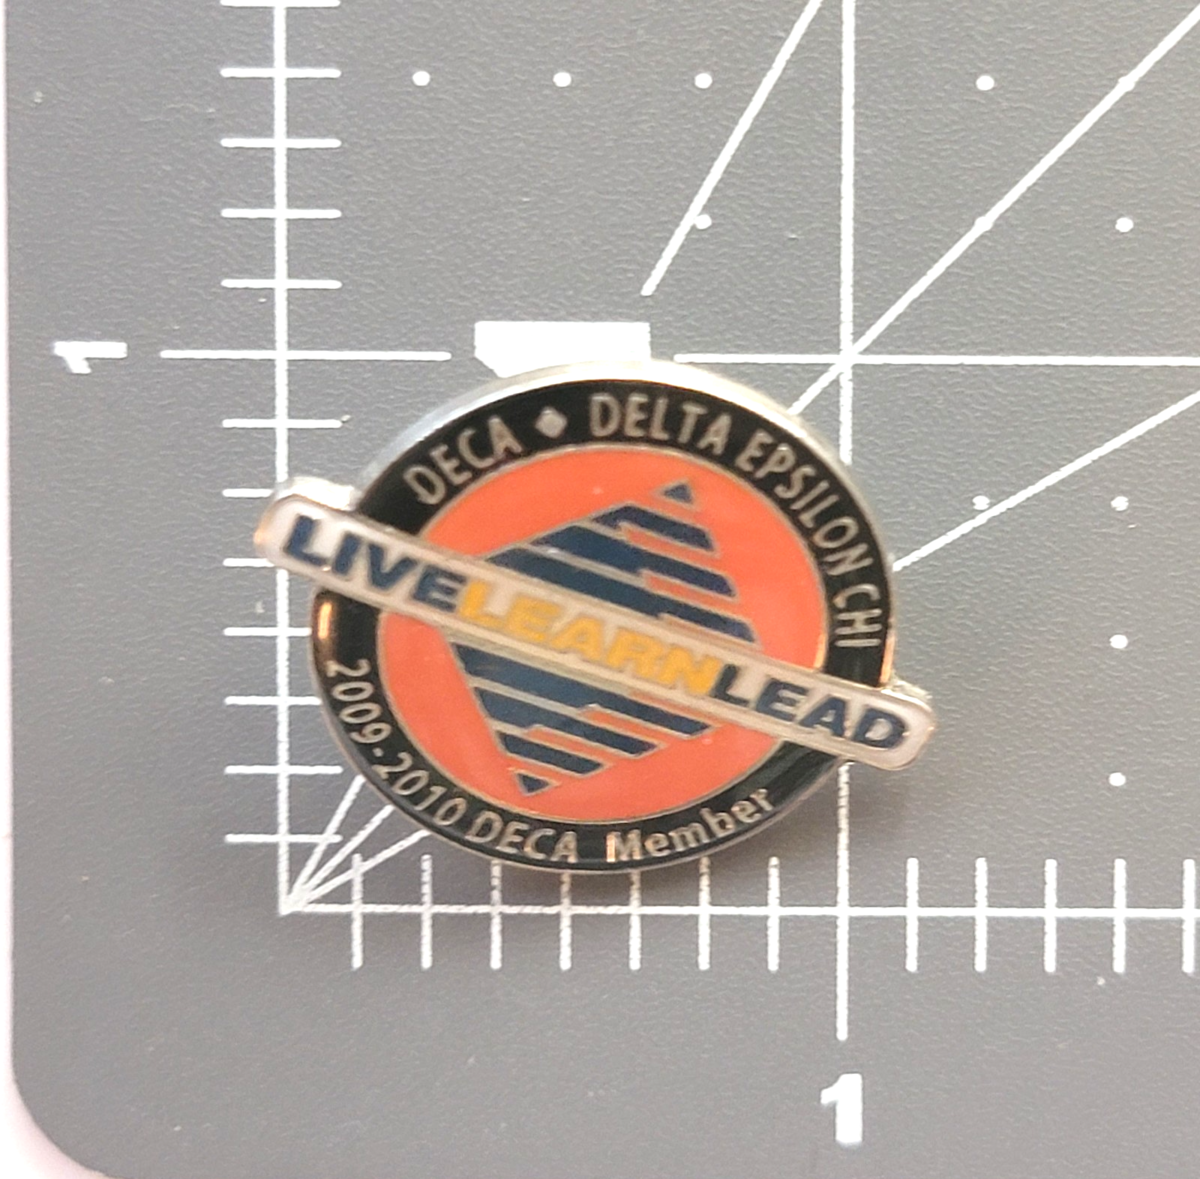 1
DECA ◆ DELTA EPSILON CHI
LIVELEARNLEAD
2009-2010 DECA Member
1